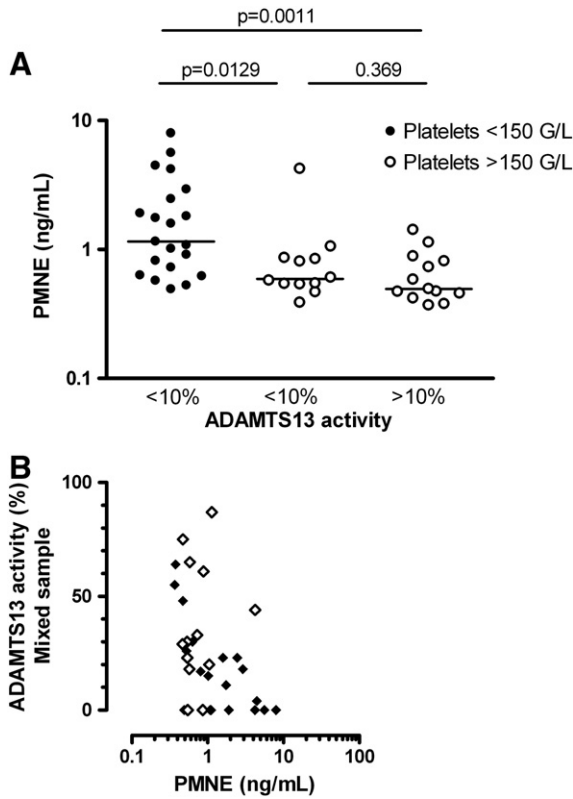 p=0.0011
A
p=0.0129 0.369
10
● Platelets <150 G/L
○ Platelets >150 G/L
PMNE (ng/mL)
1
0.1
<10% <10% >10%
ADAMTS13 activity
B
100
ADAMTS13 activity (%)
Mixed sample
50
0
0.1 1 10 100
PMNE (ng/mL)